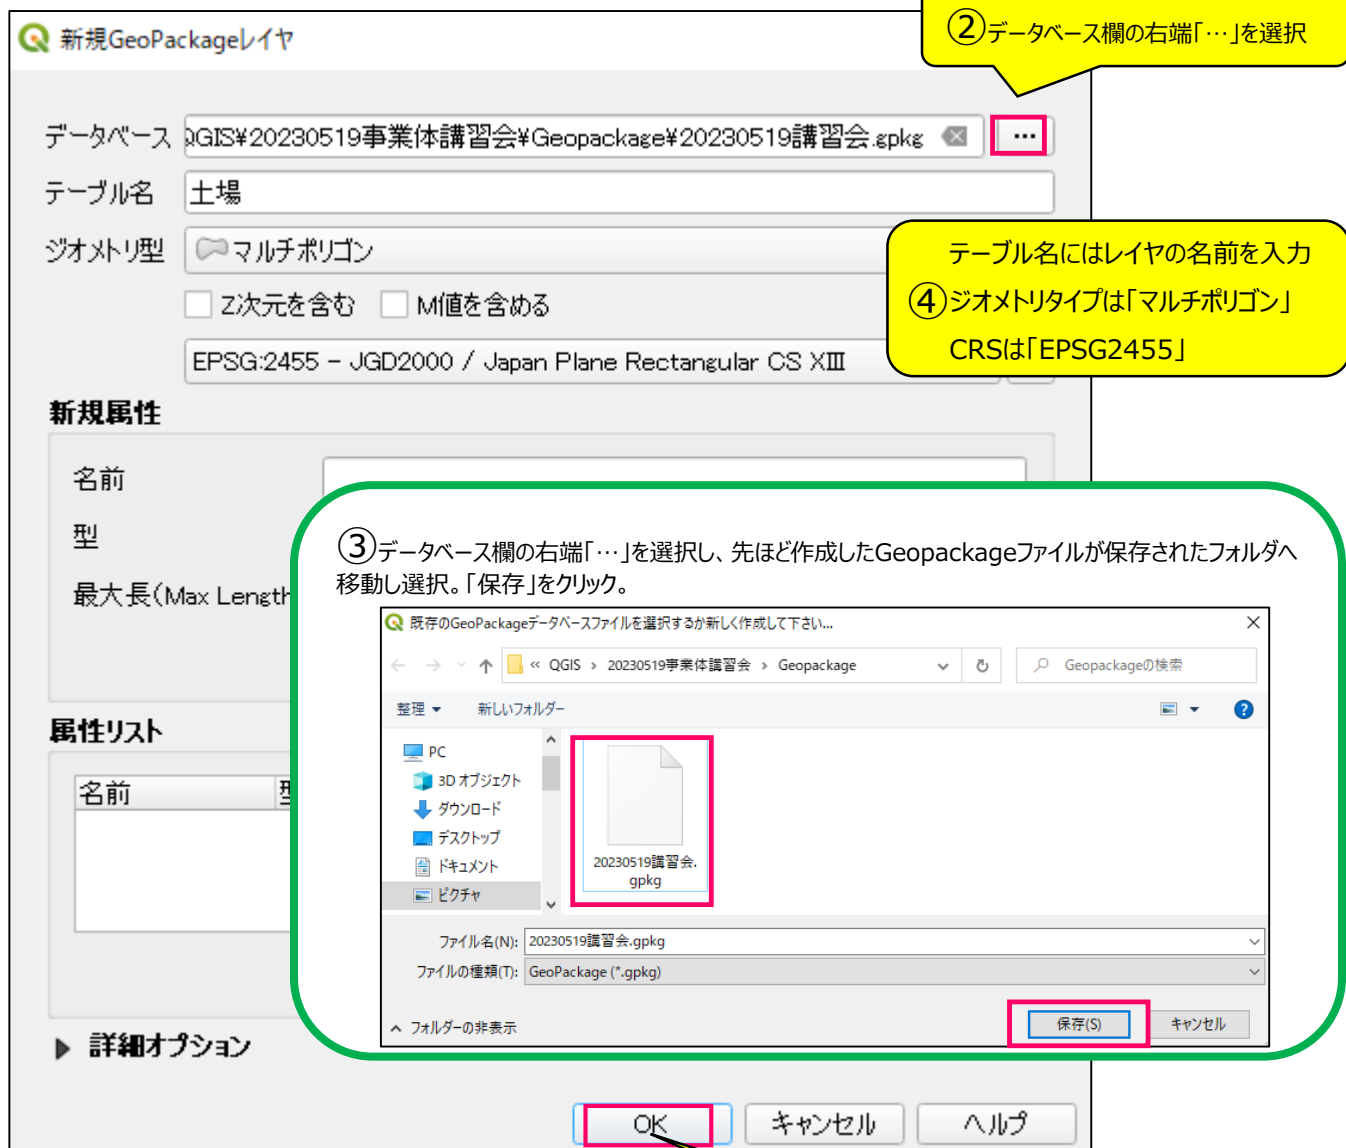 新規GeoPackageレイヤ
②データベース欄の右端「…」を選択
データベース QGIS¥20230519事業体講習会¥Geopackage¥20230519講習会.gpkg …
テーブル名 土場
ジオメトリ型 マルチポリゴン
テーブル名にはレイヤの名前を入力
④ジオメトリタイプは「マルチポリゴン」
CRSは「EPSG2455」
Z次元を含む M値を含める
EPSG:2455 - JGD2000 / Japan Plane Rectangular CS XIII
新規属性
名前
型
最大長(Max Length
③データベース欄の右端「…」を選択し、先ほど作成したGeopackageファイルが保存されたフォルダへ
移動し選択。「保存」をクリック。
既存のGeoPackageデータベースファイルを選択するか新しく作成して下さい...
« QGIS › 20230519事業体講習会 › Geopackage
Geopackageの検索
整理 新しいフォルダー
PC
3D オブジェクト
ダウンロード
デスクトップ
ドキュメント
ピクチャ
20230519講習会.
gpkg
ファイル名(N): 20230519講習会.gpkg
ファイルの種類(T): GeoPackage (*.gpkg)
フォルダーの非表示
保存(S) キャンセル
属性リスト
名前
詳細オプション
OK キャンセル ヘルプ